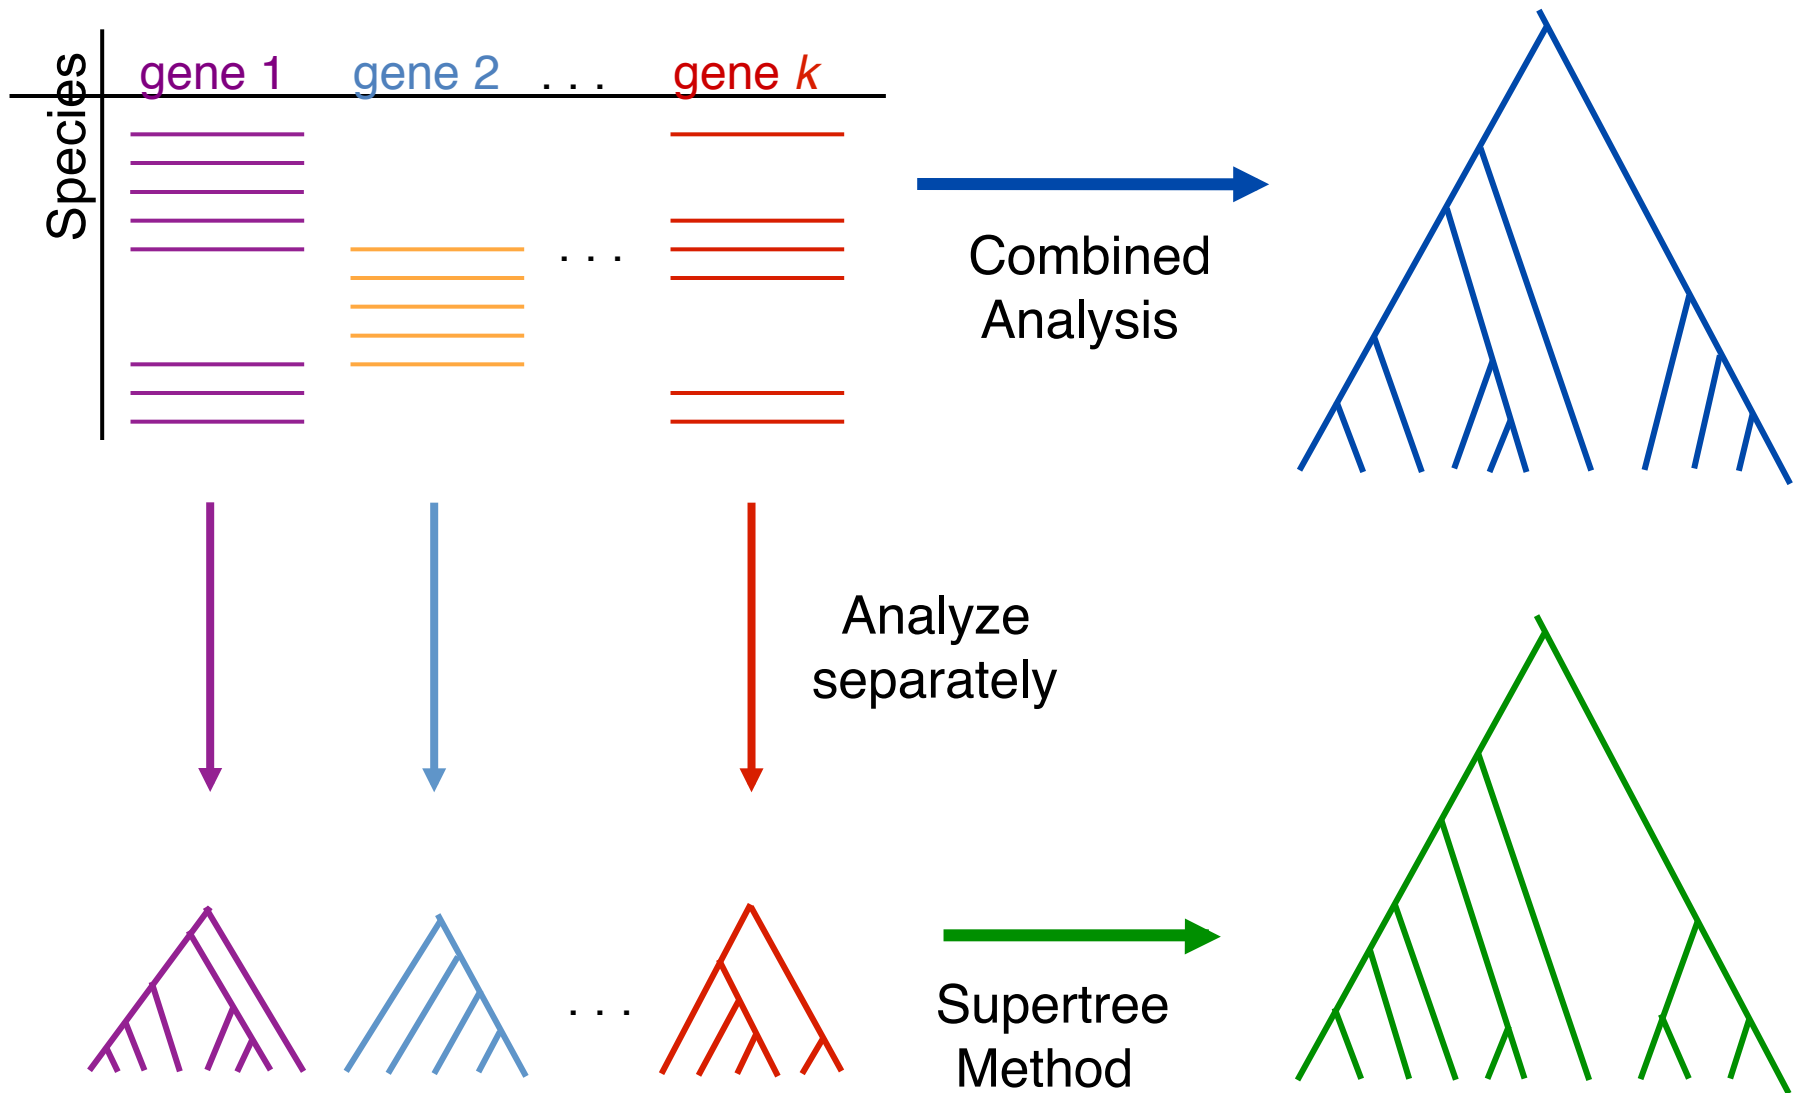 Species
gene 1 gene 2 . . . gene k
. . .
Combined
Analysis
Analyze
separately
. . .
Supertree
Method